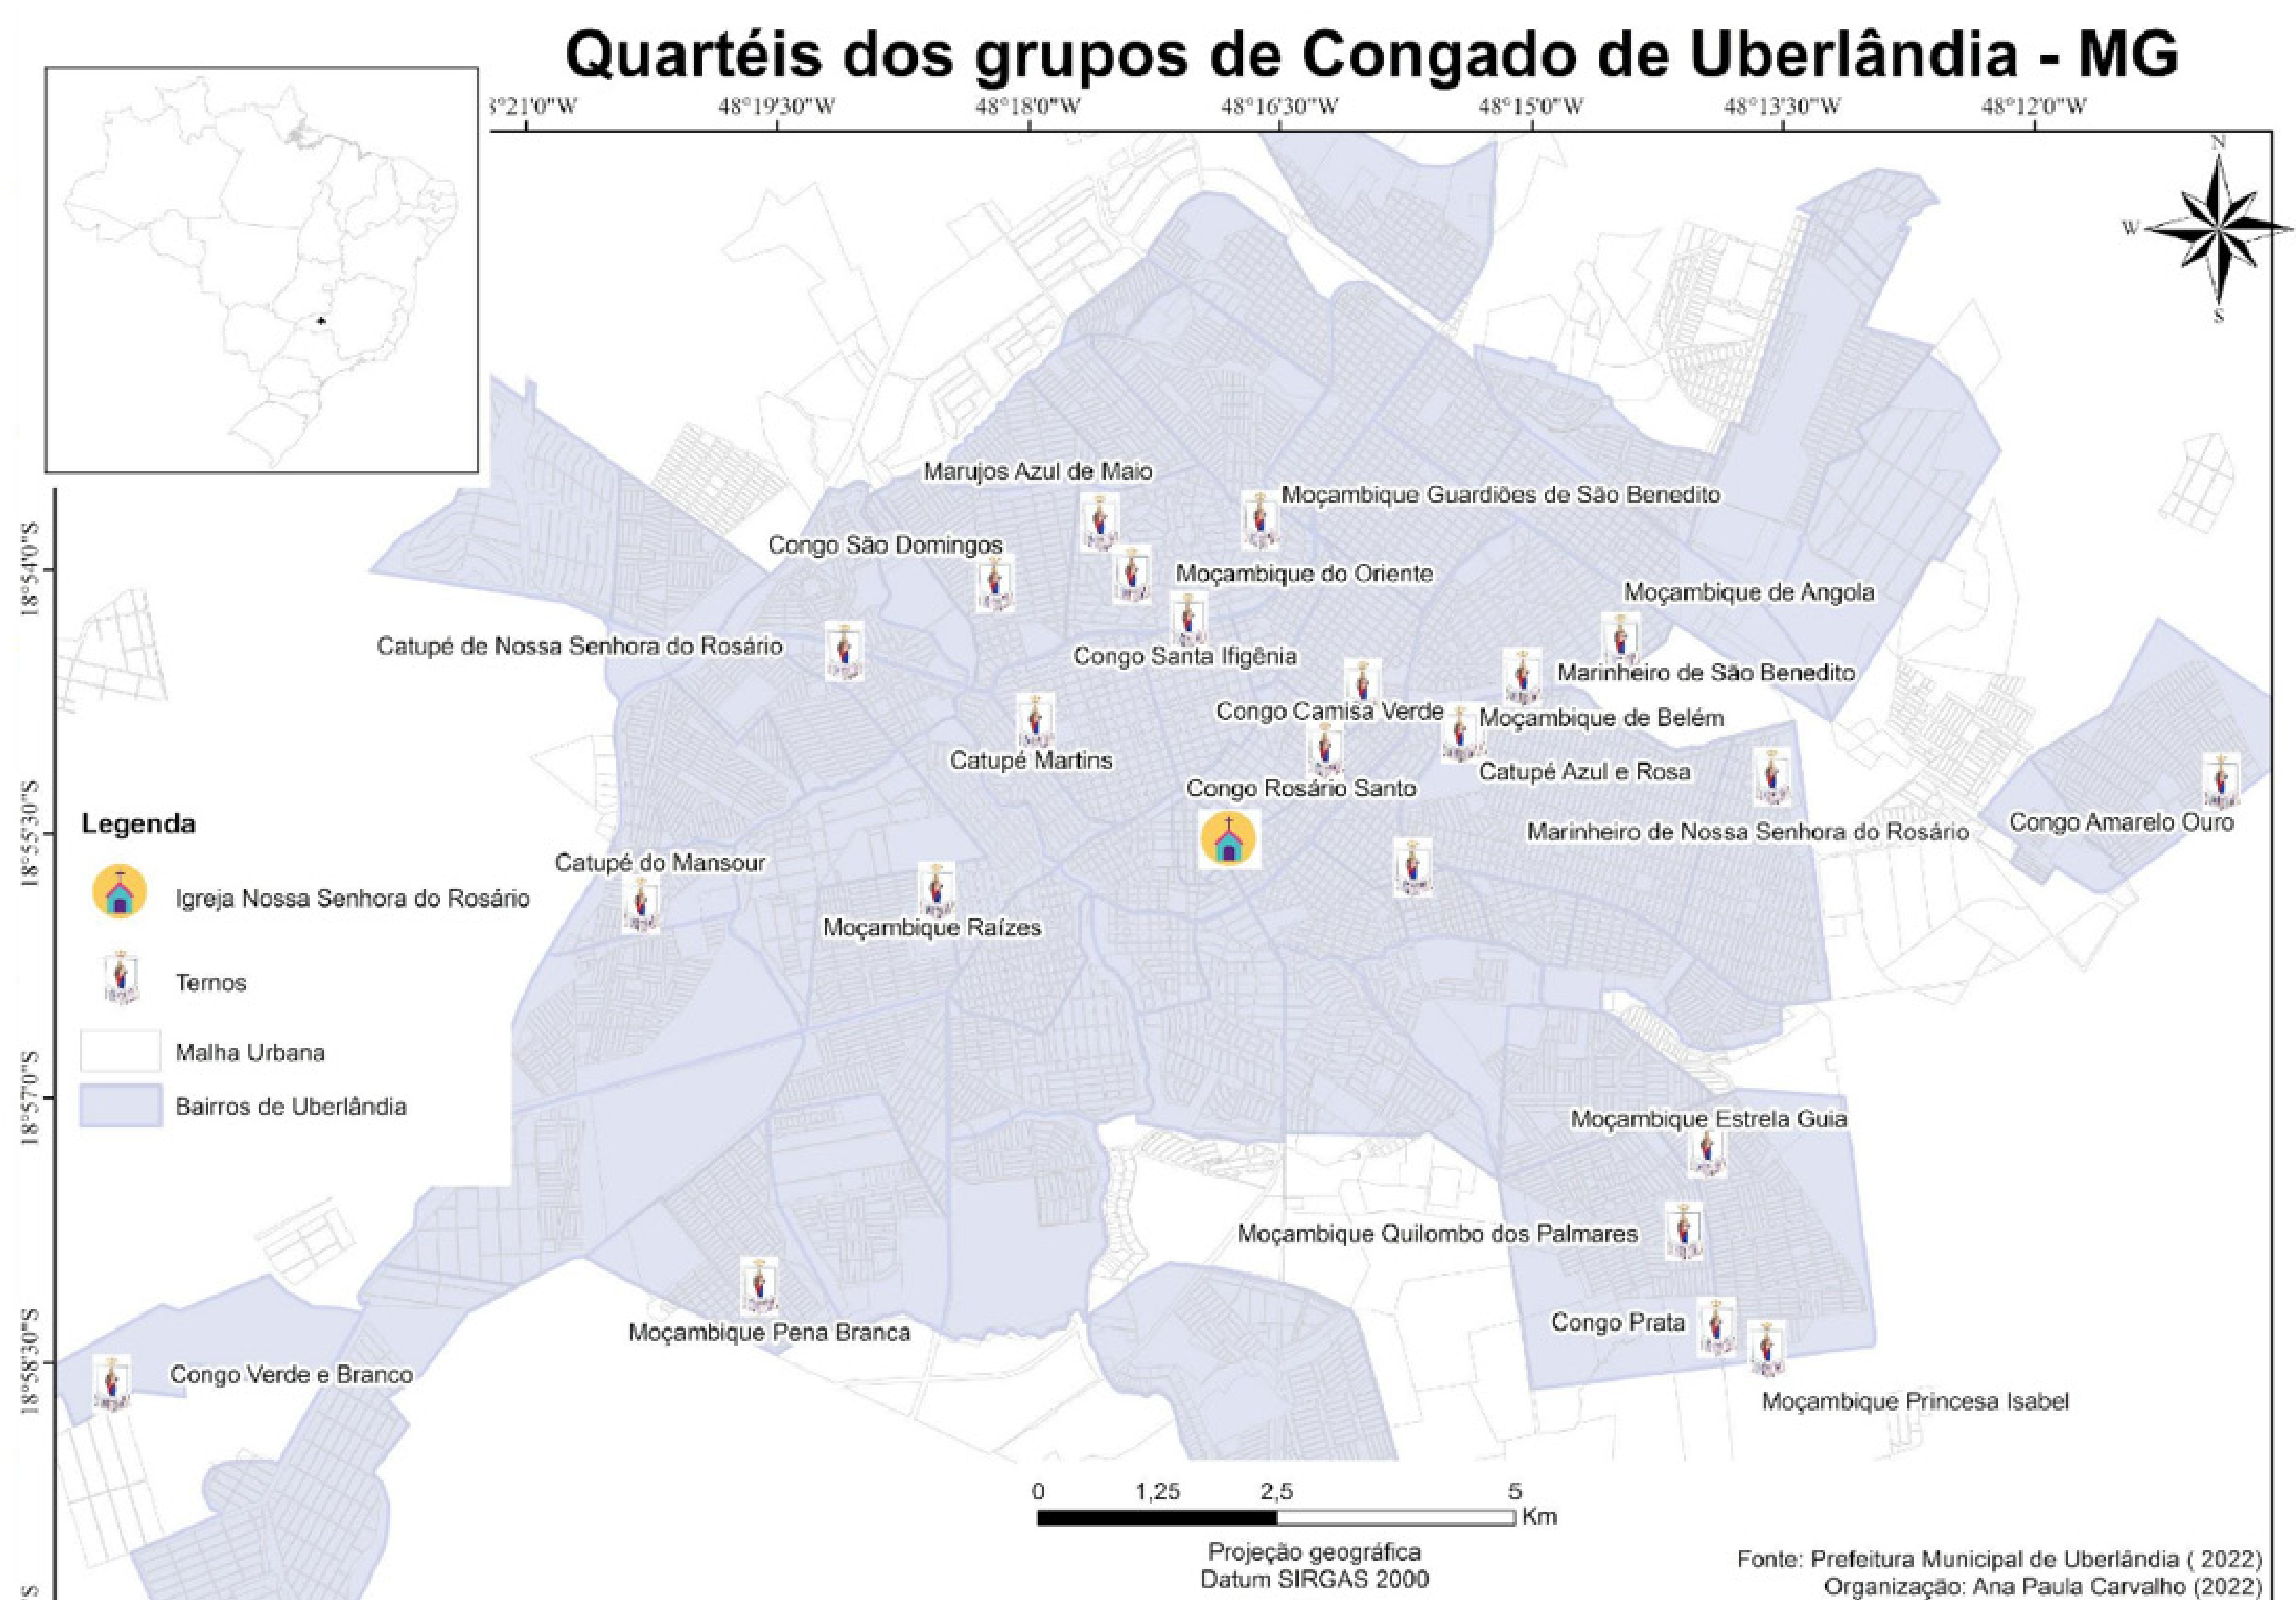 Quartéis dos grupos de Congado de Uberlândia - MG
8°21'0"W
48°19'30"W
48°18'0"W
48°16'30"W
48°15'0"W
48°13'30"W
48°12'0"W
N
W
S
Marujos Azul de Maio
Moçambique Guardiões de São Benedito
Congo São Domingos
18°54'0"S
Moçambique do Oriente
Moçambique de Angola
Catupé de Nossa Senhora do Rosário
Congo Santa Ifigênia
Marinheiro de São Benedito
Congo Camisa Verde
Moçambique de Belém
Catupé Martins
Catupé Azul e Rosa
Congo Rosário Santo
Legenda
18°55'30"S
Marinheiro de Nossa Senhora do Rosário
Congo Amarelo Ouro
Catupé do Mansour
Igreja Nossa Senhora do Rosário
Moçambique Raízes
Ternos
Malha Urbana
18°57'0"S
Bairros de Uberlândia
Moçambique Estrela Guia
Moçambique Quilombo dos Palmares
Congo Prata
Moçambique Pena Branca
18°58'30"S
Congo Verde e Branco
Moçambique Princesa Isabel
0 1,25 2,5 5
Km
Projeção geográfica
Datum SIRGAS 2000
Fonte: Prefeitura Municipal de Uberlândia ( 2022)
Organização: Ana Paula Carvalho (2022)